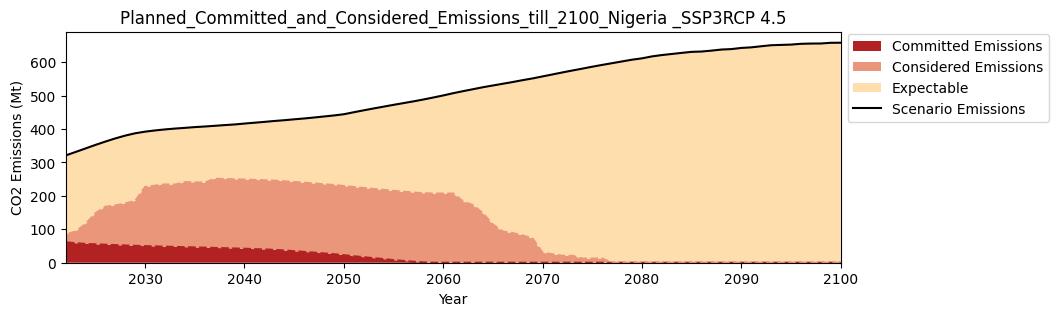 Planned_Committed_and_Considered_Emissions_till_2100_Nigeria _SSP3RCP 4.5
Committed Emissions
Considered Emissions
Expectable
Scenario Emissions
CO2 Emissions (Mt)
600
500
400
300
200
100
0
2030 2040 2050 2060 2070 2080 2090 2100
Year